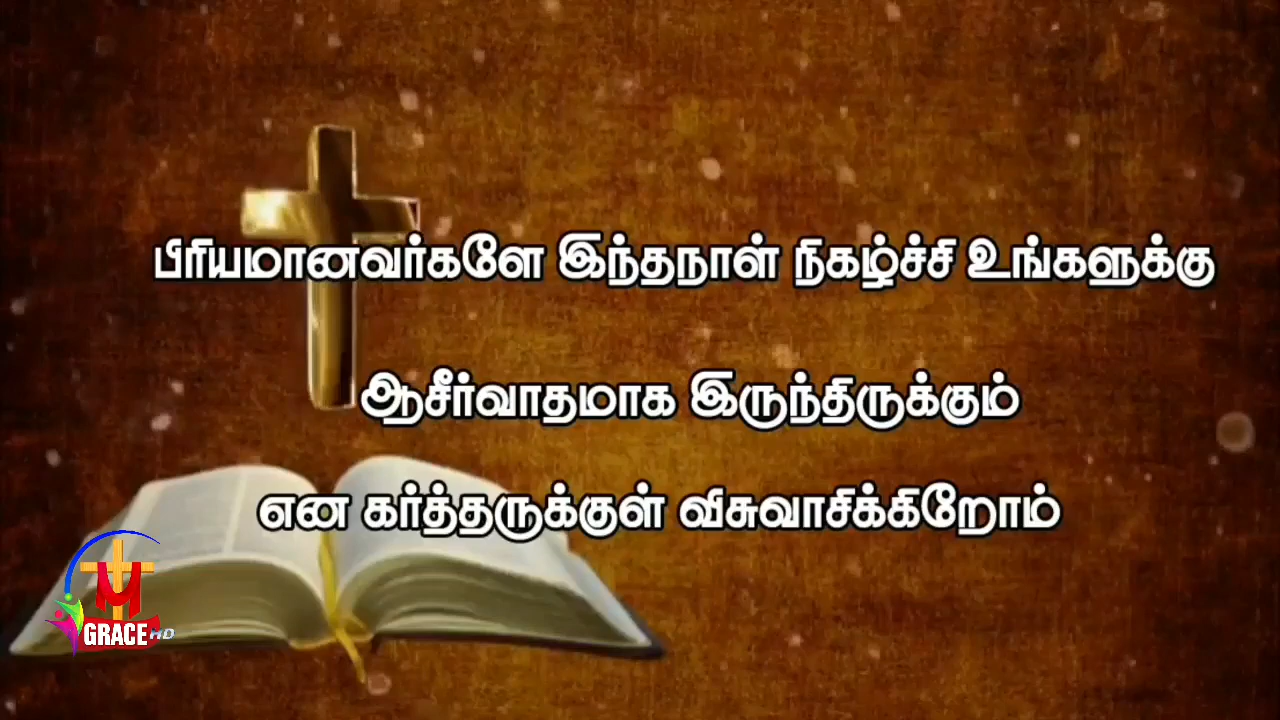 பிரியமானவர்களே இந்தநாள் நிகழ்ச்சி உங்களுக்கு
ஆசீர்வாதமாக இருந்திருக்கும்
என கர்த்தருக்குள் விசுவாசிக்கிறோம்
M
GRACE HD